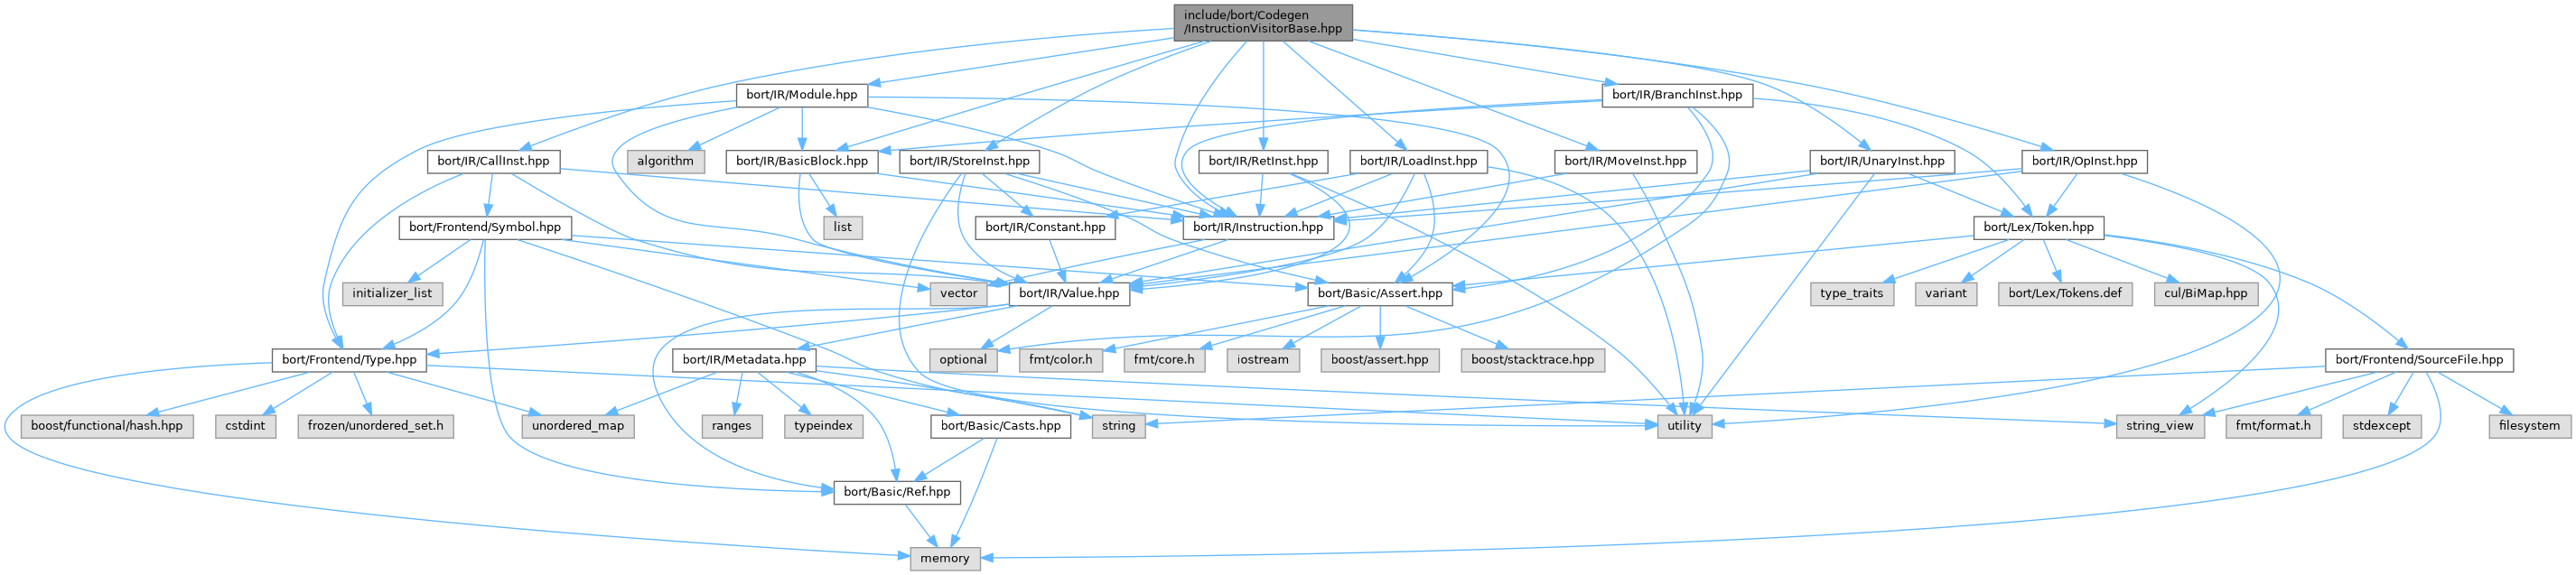 include/bort/Codegen
/InstructionVisitorBase.hpp
bort/IR/Module.hpp
bort/IR/BranchInst.hpp
algorithm
bort/IR/CallInst.hpp
bort/IR/BasicBlock.hpp
bort/IR/StoreInst.hpp
bort/IR/RetInst.hpp
bort/IR/LoadInst.hpp
bort/IR/MoveInst.hpp
bort/IR/UnaryInst.hpp
bort/IR/OpInst.hpp
bort/Frontend/Symbol.hpp
list
bort/IR/Constant.hpp
bort/IR/Instruction.hpp
bort/Lex/Token.hpp
initializer_list
vector
bort/IR/Value.hpp
bort/Basic/Assert.hpp
type_traits
variant
bort/Lex/Tokens.def
cul/BiMap.hpp
bort/Frontend/Type.hpp
bort/IR/Metadata.hpp
optional
fmt/color.h
fmt/core.h
iostream
boost/assert.hpp
boost/stacktrace.hpp
bort/Frontend/SourceFile.hpp
boost/functional/hash.hpp
cstdint
frozen/unordered_set.h
unordered_map
ranges
typeindex
bort/Basic/Casts.hpp
string
utility
string_view
fmt/format.h
stdexcept
filesystem
bort/Basic/Ref.hpp
memory